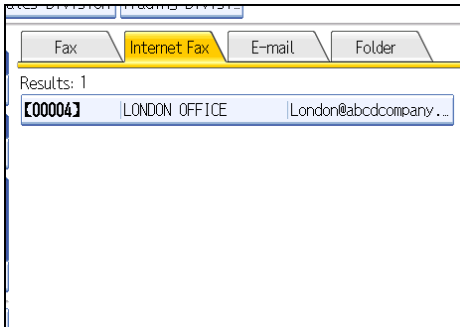 Fax Internet Fax E-mail Folder
Results: 1
【00004】 LONDON OFFICE London@abcdcompany....